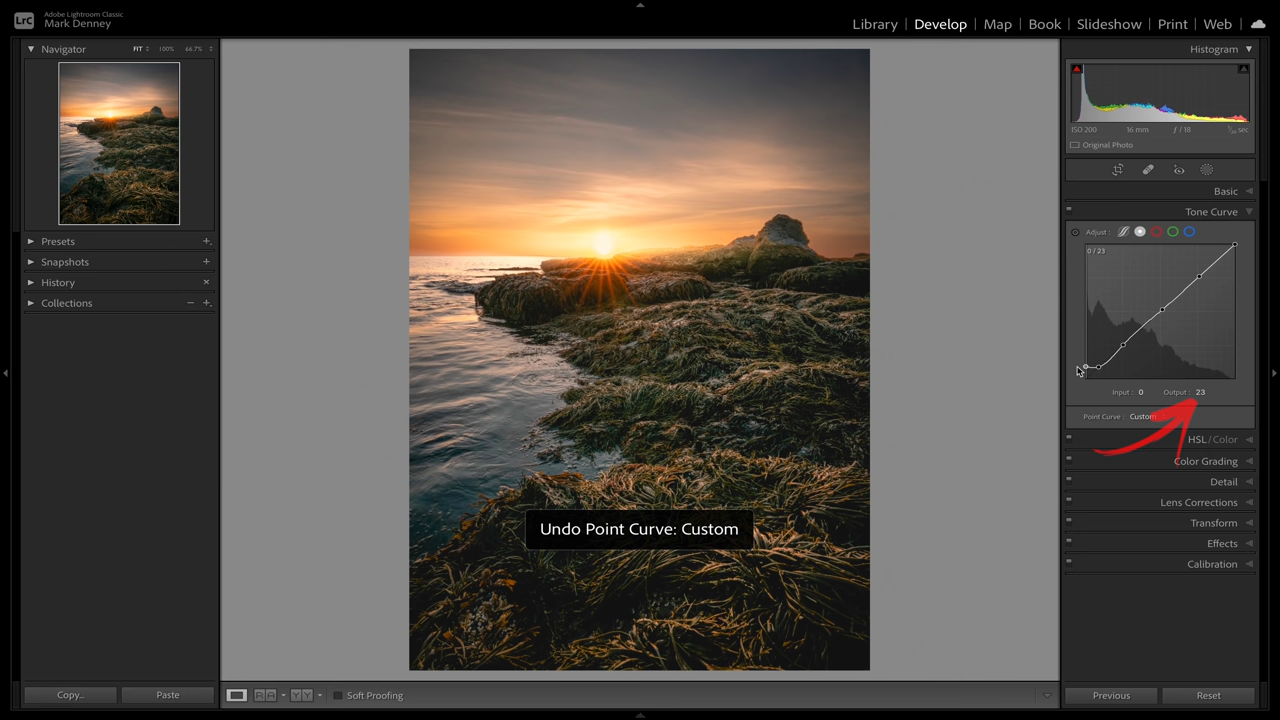 LrC
Adobe Lightroom Classic
Mark Denney
Library | Develop | Map | Book | Slideshow | Print | Web
Navigator FIT 100% 66.7%
Presets
Snapshots
History
Collections
Copy...
Paste
Undo Point Curve: Custom
Soft Proofing
Histogram
ISO 200 16 mm ƒ / 18 sec
Original Photo
Basic
Tone Curve
Adjust :
0 / 23
Input : 0 Output : 23
Point Curve : Custom
HSL / Color
Color Grading
Detail
Lens Corrections
Transform
Effects
Calibration
Previous
Reset